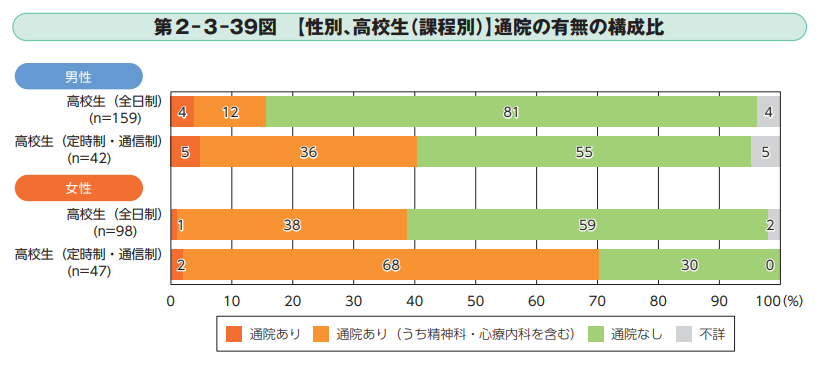 第2-3-39図 【性別、高校生(課程別)】通院の有無の構成比
男性
高校生(全日制)
(n=159)
4 12 81 4
高校生(定時制・通信制)
(n=42)
5 36 55 5
女性
高校生(全日制)
(n=98)
1 38 59 2
高校生(定時制・通信制)
(n=47)
2 68 30 0
0 10 20 30 40 50 60 70 80 90 100(%)
通院あり 通院あり(うち精神科・心療内科を含む) 通院なし 不詳